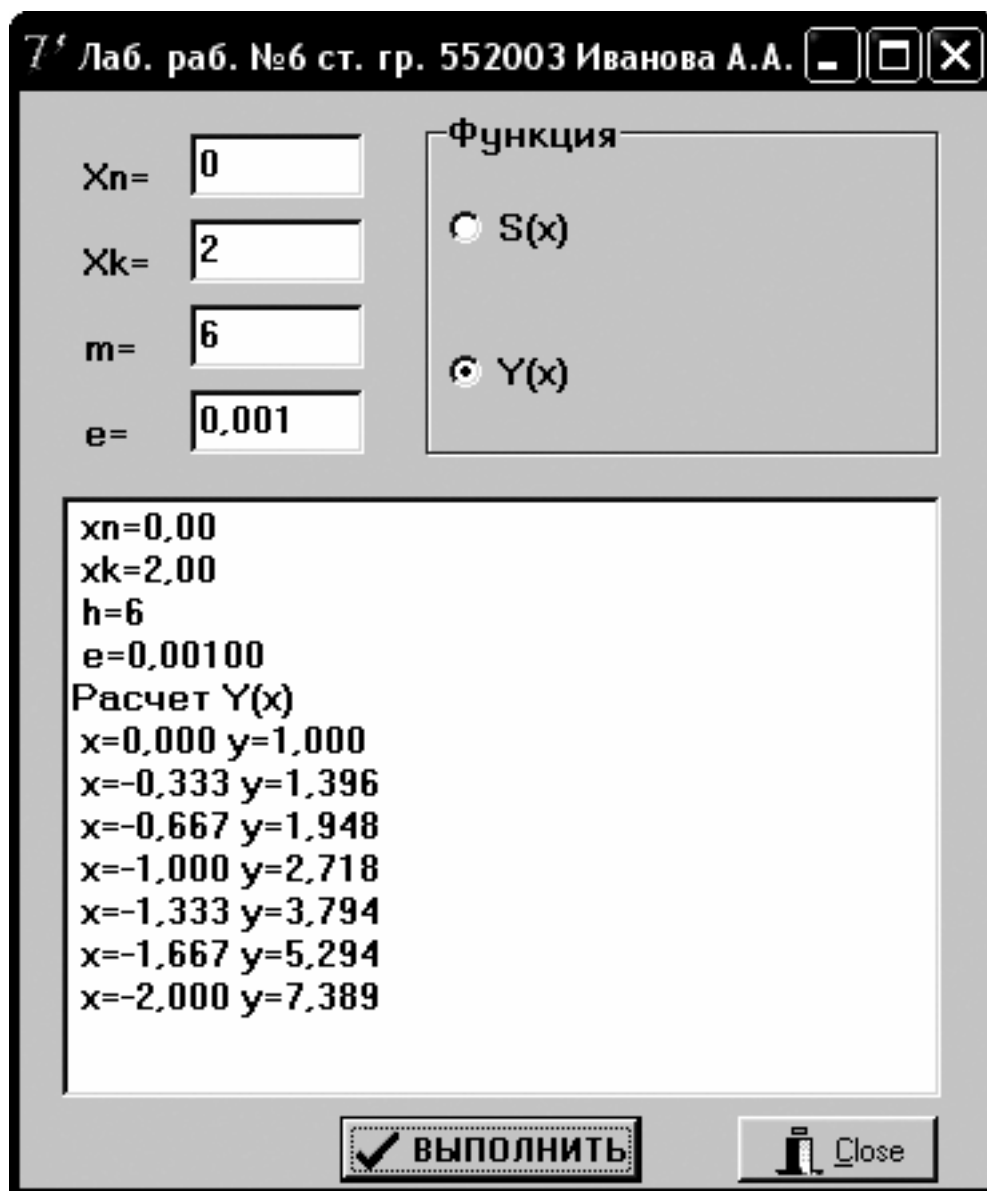 Лаб. раб. №6 ст. гр. 552003 Иванова А.А.
Xn= 0
Xk= 2
m= 6
e= 0,001
Функция
S(x)
Y(x)
xn=0,00
xk=2,00
h=6
e=0,00100
Расчет Y(x)
x=0,000 y=1,000
x=-0,333 y=1,396
x=-0,667 y=1,948
x=-1,000 y=2,718
x=-1,333 y=3,794
x=-1,667 y=5,294
x=-2,000 y=7,389
ВЫПОЛНИТЬ
Close